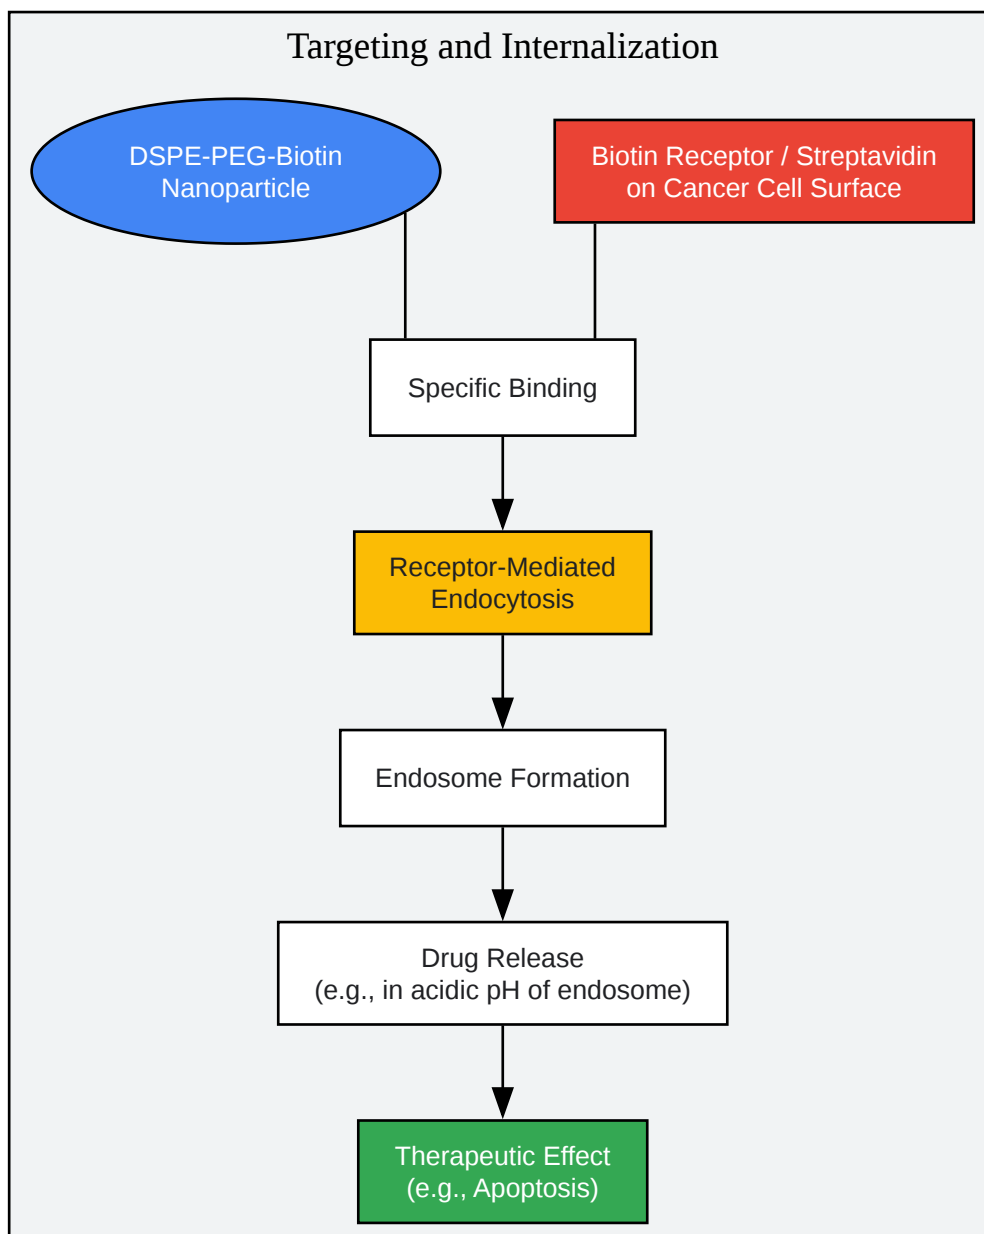 Targeting and Internalization
DSPE-PEG-Biotin
Nanoparticle
Biotin Receptor / Streptavidin
on Cancer Cell Surface
Specific Binding
Receptor-Mediated
Endocytosis
Endosome Formation
Drug Release
(e.g., in acidic pH of endosome)
Therapeutic Effect
(e.g., Apoptosis)